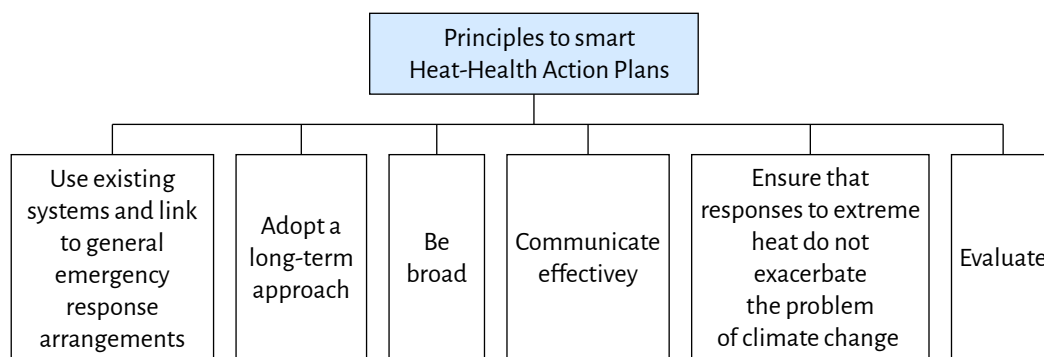 Principles to smart
Heat-Health Action Plans
Use existing
systems and link
to general
emergency
response
arrangements
Adopt a
long-term
approach
Be
broad
Communicate
effectivey
Ensure that
responses to extreme
heat do not
exacerbate
the problem
of climate change
Evaluate